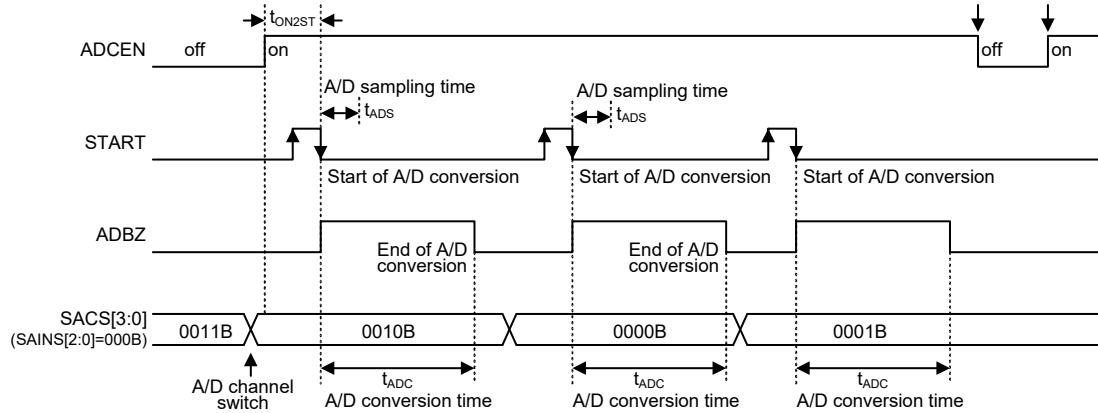 tON2ST
ADCEN
off
on
off
on
A/D sampling time
tADS
A/D sampling time
tADS
START
Start of A/D conversion
Start of A/D conversion
Start of A/D conversion
ADBZ
End of A/D
conversion
End of A/D
conversion
SACS[3:0]
(SAINS[2:0]=000B)
0011B
0010B
0000B
0001B
A/D channel
switch
tADC
A/D conversion time
tADC
A/D conversion time
tADC
A/D conversion time